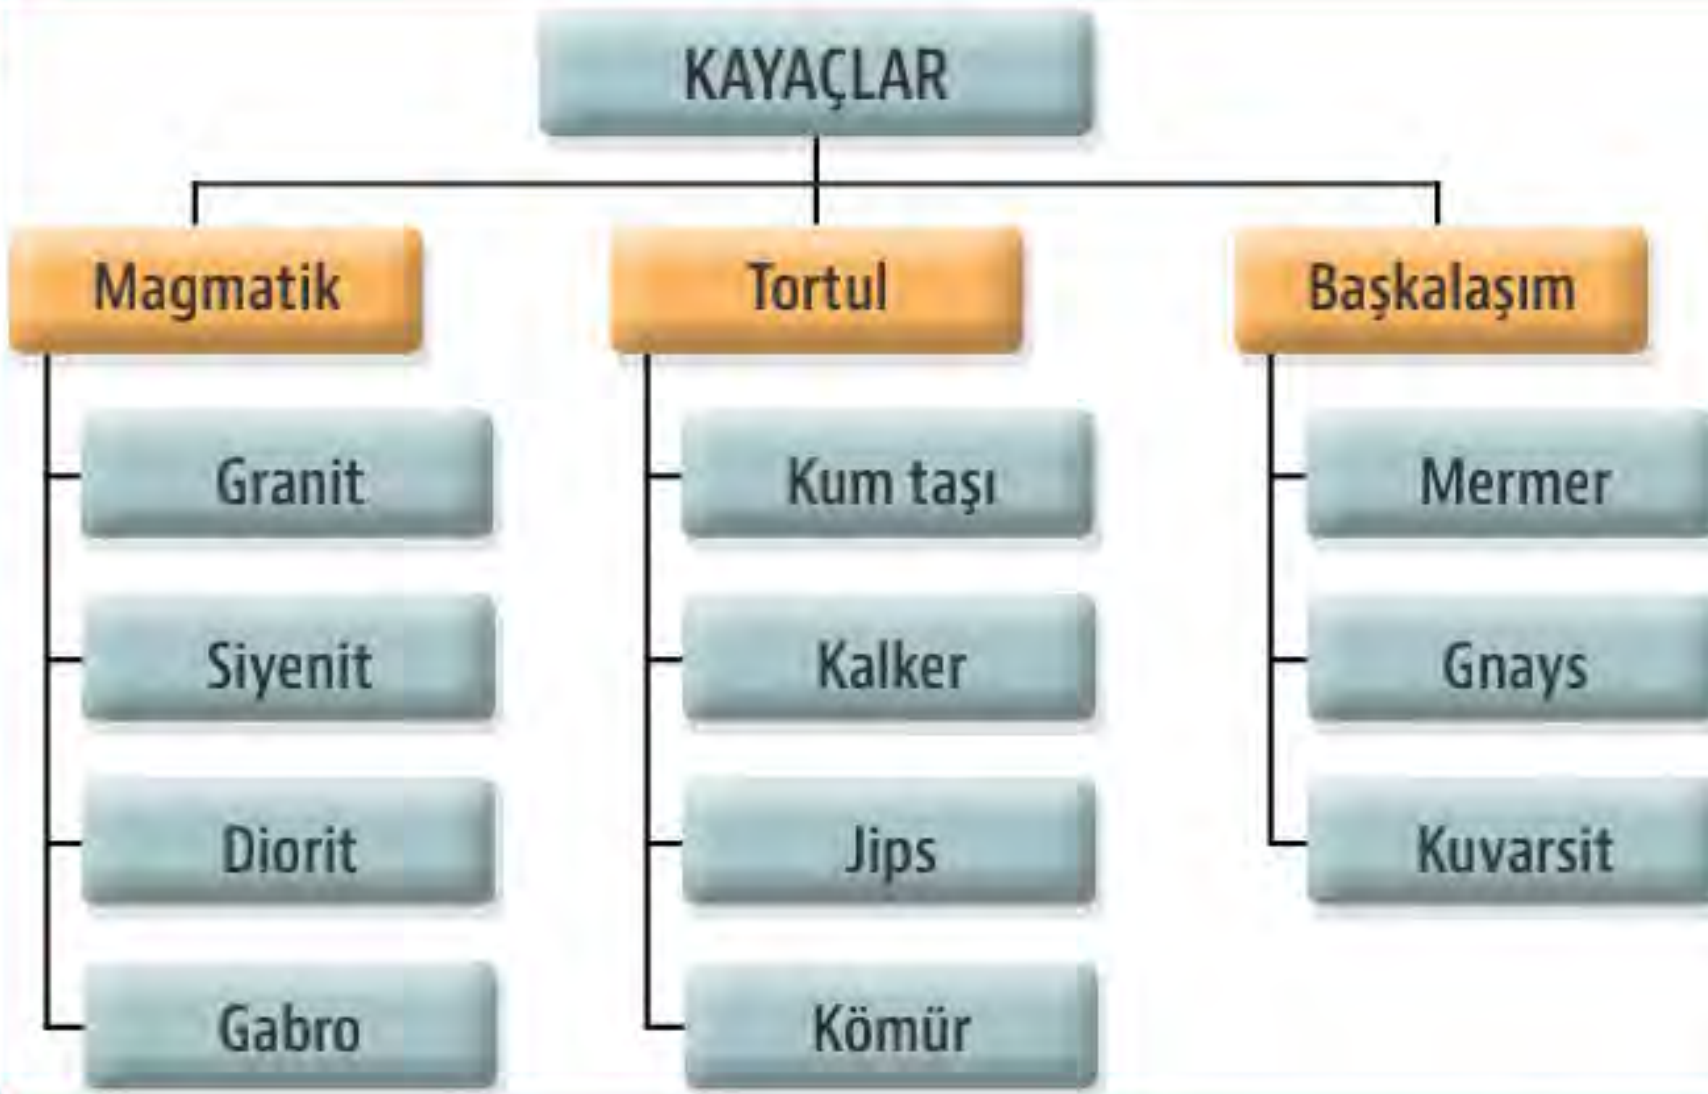 KAYAÇLAR
Magmatik
Granit
Siyenit
Diorit
Gabro
Tortul
Kum taşı
Kalker
Jips
Kömür
Başkalaşım
Mermer
Gnays
Kuvarsit